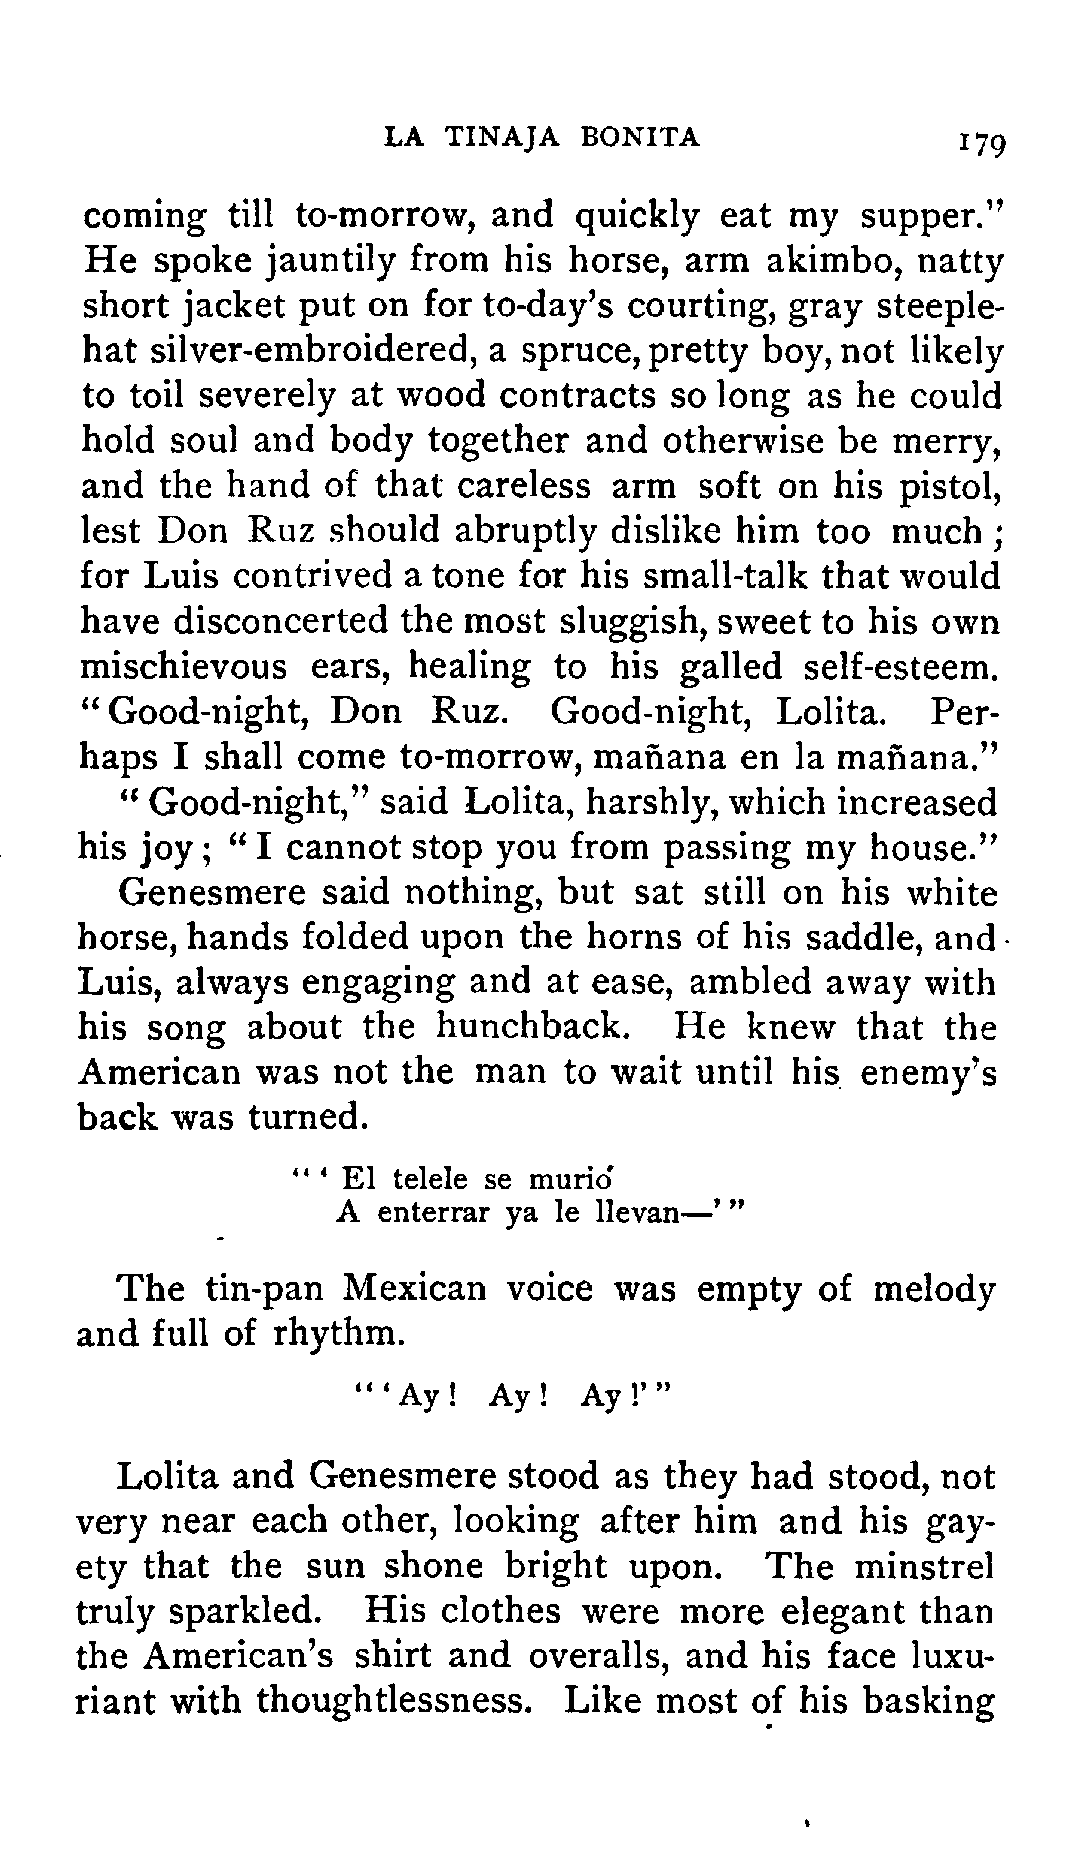 LA TINAJA BONITA 179
coming till to-morrow, and quickly eat my supper."
He spoke jauntily from his horse, arm akimbo, natty
short jacket put on for to-day's courting, gray steeple-
hat silver-embroidered, a spruce, pretty boy, not likely
to toil severely at wood contracts so long as he could
hold soul and body together and otherwise be merry,
and the hand of that careless arm soft on his pistol,
lest Don Ruz should abruptly dislike him too much;
for Luis contrived a tone for his small-talk that would
have disconcerted the most sluggish, sweet to his own
mischievous ears, healing to his galled self-esteem.
"Good-night, Don Ruz. Good-night, Lolita. Per-
haps I shall come to-morrow, mañana en la mañana."
"Good-night," said Lolita, harshly, which increased
his joy; "I cannot stop you from passing my house."
Genesmere said nothing, but sat still on his white
horse, hands folded upon the horns of his saddle, and
Luis, always engaging and at ease, ambled away with
his song about the hunchback. He knew that the
American was not the man to wait until his enemy's
back was turned.
"'El telele se murió
A enterrar ya le llevan—'"
The tin-pan Mexican voice was empty of melody
and full of rhythm.
"'Ay! Ay! Ay!'"
Lolita and Genesmere stood as they had stood, not
very near each other, looking after him and his gay-
ety that the sun shone bright upon. The minstrel
truly sparkled. His clothes were more elegant than
the American's shirt and overalls, and his face luxu-
riant with thoughtlessness. Like most of his basking